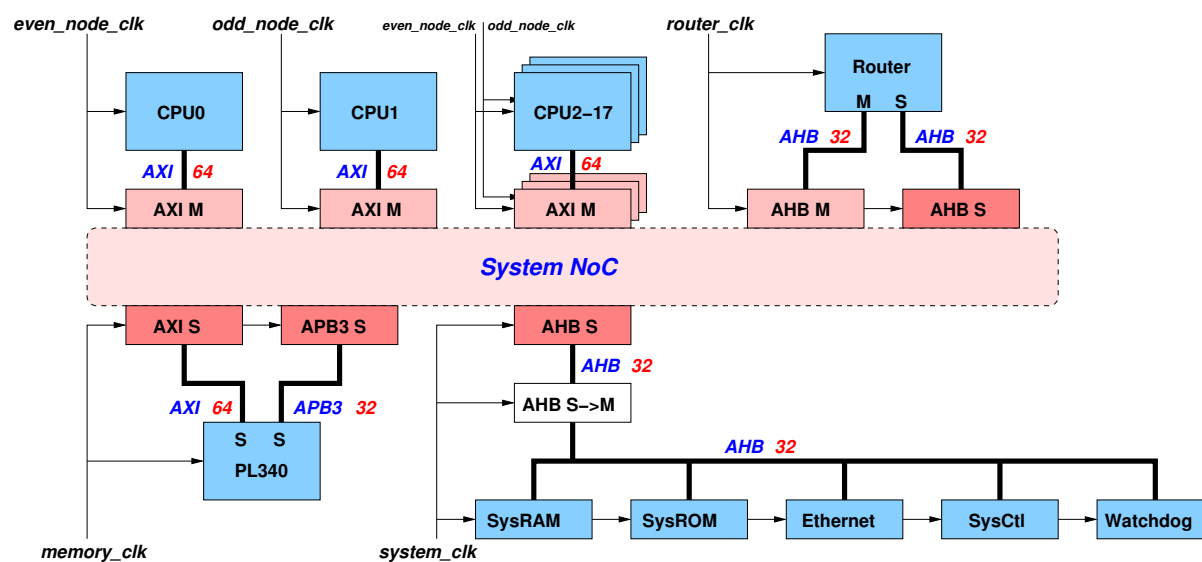 even_node_clk
odd_node_clk
even_node_clk
odd_node_clk
router_clk
CPU0
CPU1
CPU2−17
Router
M S
AXI 64
AXI 64
AXI 64
AHB 32
AHB 32
AXI M
AXI M
AXI M
AHB M
AHB S
System NoC
AXI S
APB3 S
AHB S
AHB 32
AXI 64
APB3 32
AHB S−>M
S S
PL340
AHB 32
SysRAM
SysROM
Ethernet
SysCtl
Watchdog
memory_clk
system_clk